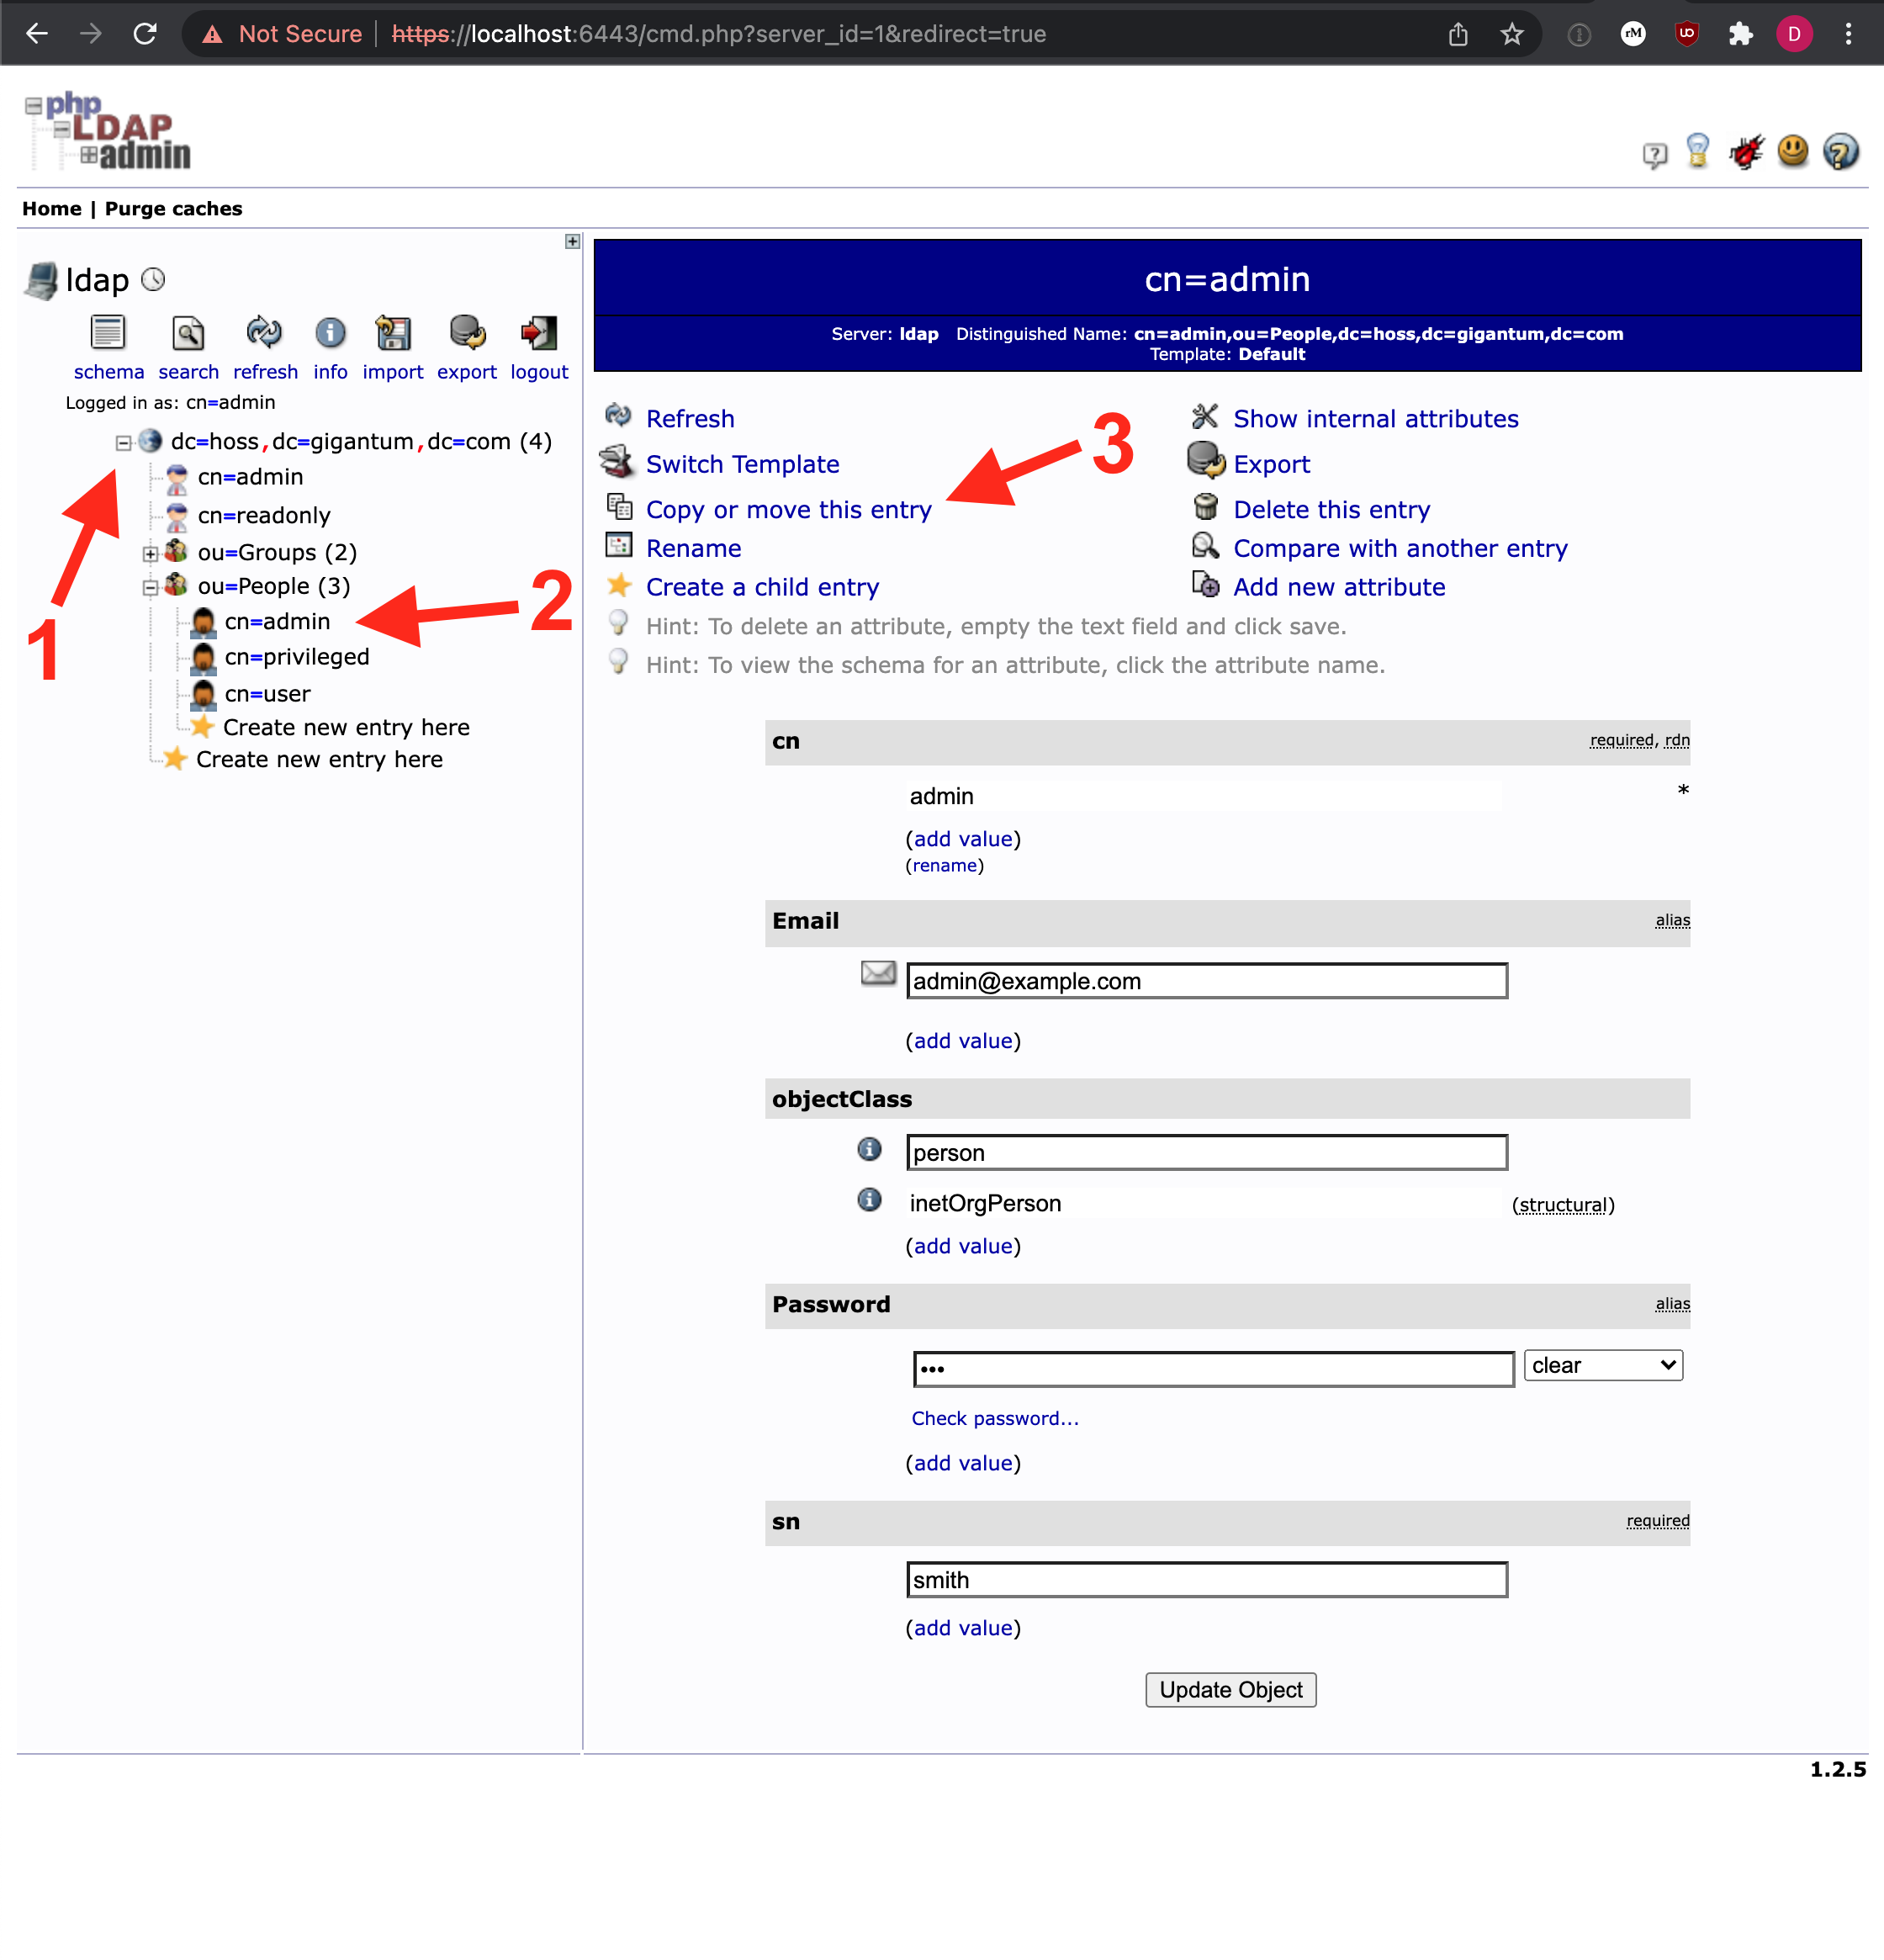 Not Secure | https://localhost:6443/cmd.php?server_id=1&redirect=true
rM
UO
D
php
LDAP
admin
Home | Purge caches
ldap
schema search refresh info import export logout
Logged in as: cn=admin
dc=hoss,dc=gigantum,dc=com (4)
cn=admin
cn=readonly
ou=Groups (2)
ou=People (3)
cn=admin
cn=privileged
cn=user
Create new entry here
Create new entry here
1
2
3
cn=admin
Server: ldap Distinguished Name: cn=admin,ou=People,dc=hoss,dc=gigantum,dc=com
Template: Default
Refresh
Show internal attributes
Switch Template
Export
Copy or move this entry
Delete this entry
Rename
Compare with another entry
Create a child entry
Add new attribute
Hint: To delete an attribute, empty the text field and click save.
Hint: To view the schema for an attribute, click the attribute name.
cn required, rdn
admin *
(add value)
(rename)
Email alias
admin@example.com
(add value)
objectClass
person
inetOrgPerson (structural)
(add value)
Password alias
••• clear
Check password...
(add value)
sn required
smith
(add value)
Update Object
1.2.5